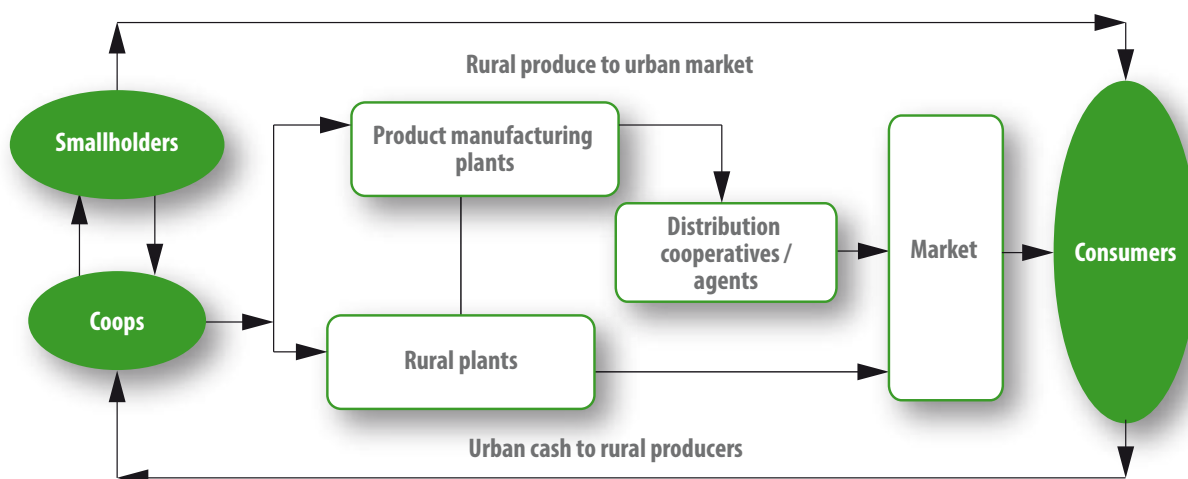 Rural produce to urban market
Smallholders
Product manufacturing
plants
Distribution
cooperatives /
agents
Market
Consumers
Coops
Rural plants
Urban cash to rural producers